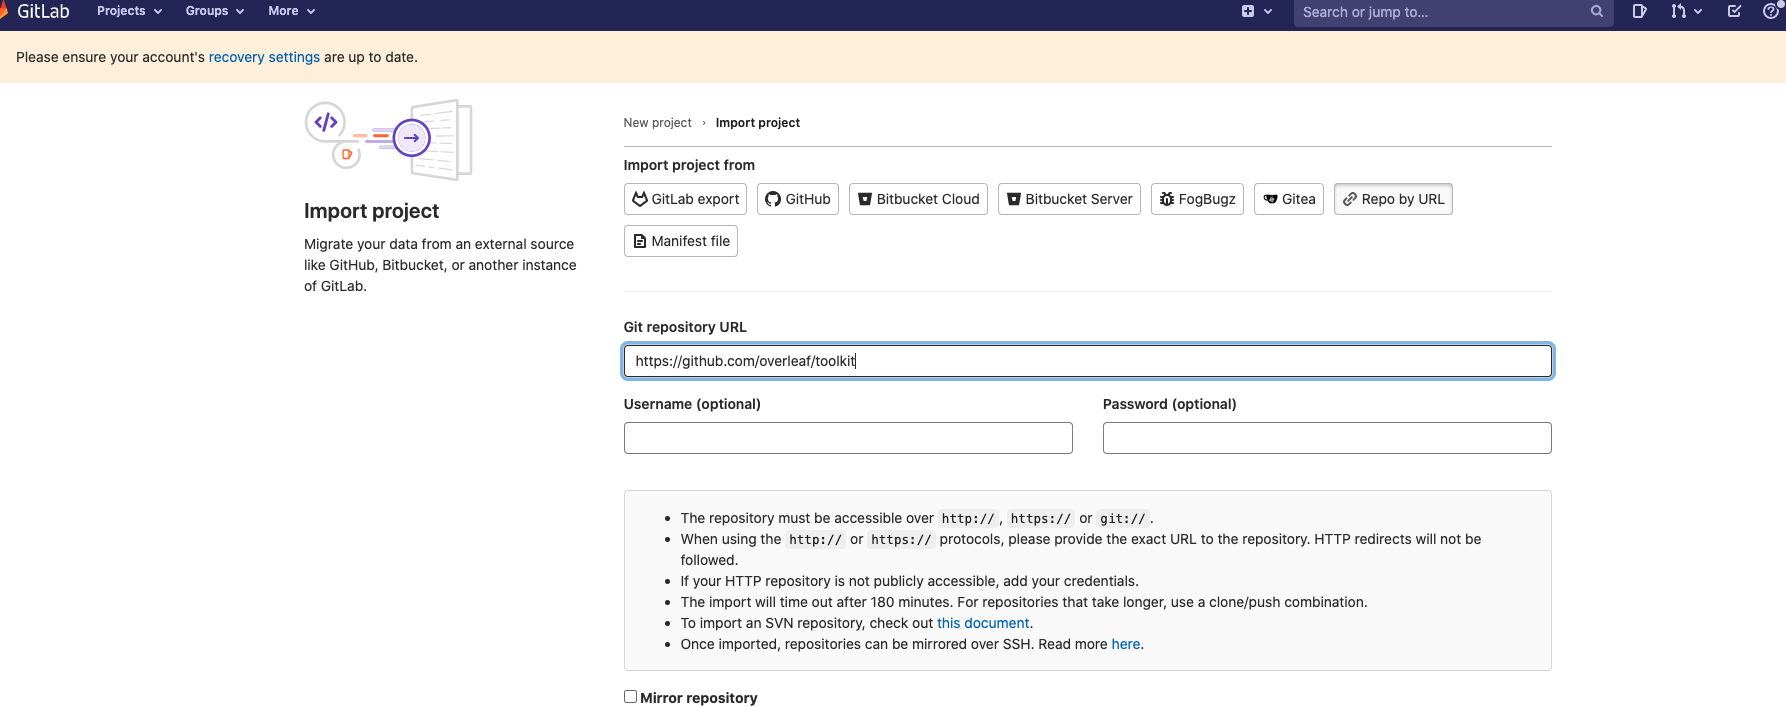 GitLab Projects Groups More Search or jump to...
Please ensure your account's recovery settings are up to date.
New project › Import project
Import project from
GitLab export GitHub Bitbucket Cloud Bitbucket Server FogBugz Gitea Repo by URL
Manifest file
Import project
Migrate your data from an external source
like GitHub, Bitbucket, or another instance
of GitLab.
Git repository URL
https://github.com/overleaf/toolkit
Username (optional) Password (optional)
The repository must be accessible over http://, https:// or git://.
When using the http:// or https:// protocols, please provide the exact URL to the repository. HTTP redirects will not be
followed.
If your HTTP repository is not publicly accessible, add your credentials.
The import will time out after 180 minutes. For repositories that take longer, use a clone/push combination.
To import an SVN repository, check out this document.
Once imported, repositories can be mirrored over SSH. Read more here.
Mirror repository